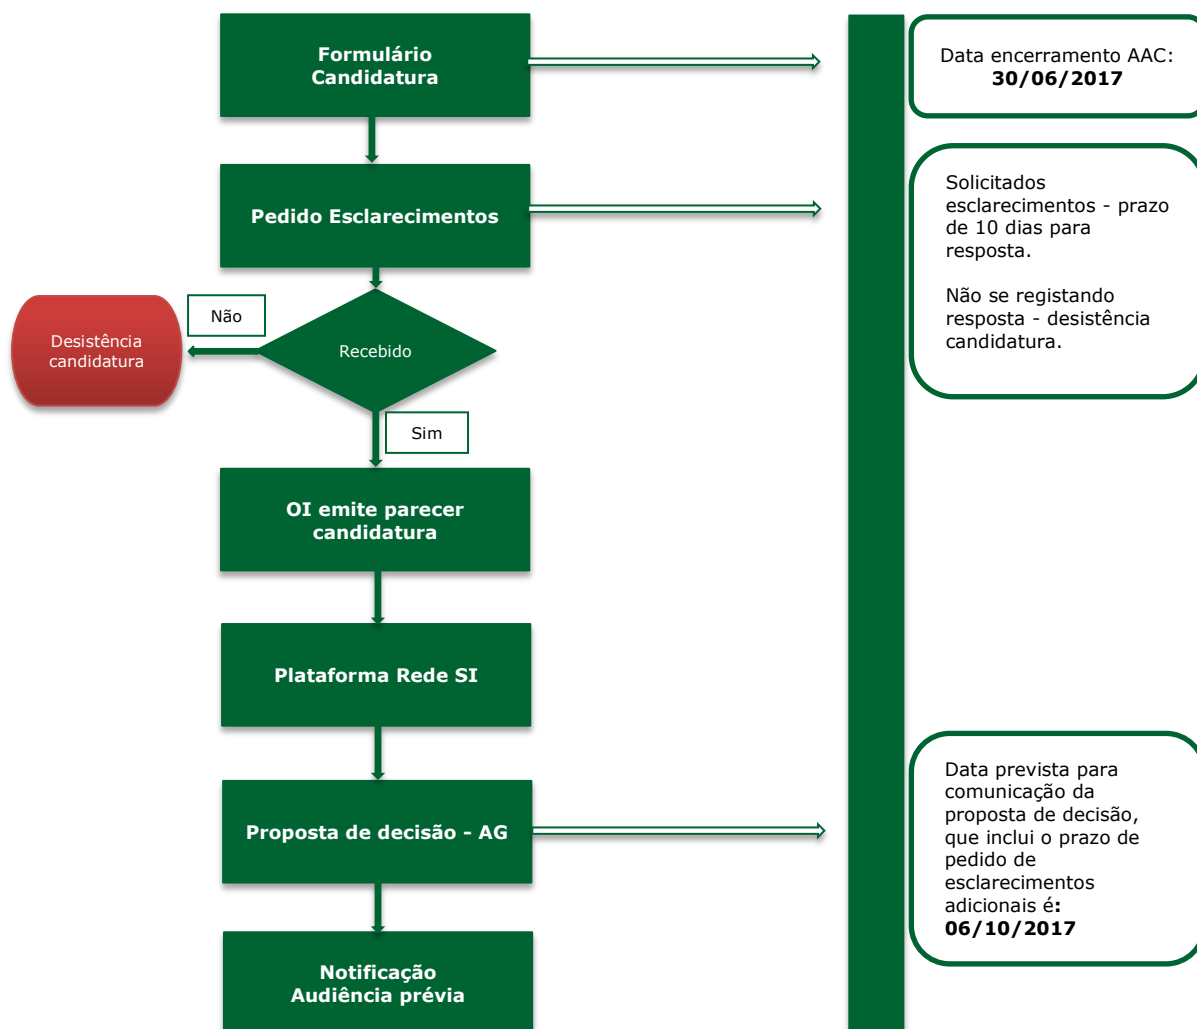 Formulário
Candidatura
Data encerramento AAC:
30/06/2017
Pedido Esclarecimentos
Solicitados
esclarecimentos - prazo
de 10 dias para
resposta.
Não se registando
resposta - desistência
candidatura.
Não
Desistência
candidatura
Recebido
Sim
OI emite parecer
candidatura
Plataforma Rede SI
Proposta de decisão - AG
Data prevista para
comunicação da
proposta de decisão,
que inclui o prazo de
pedido de
esclarecimentos
adicionais é:
06/10/2017
Notificação
Audiência prévia